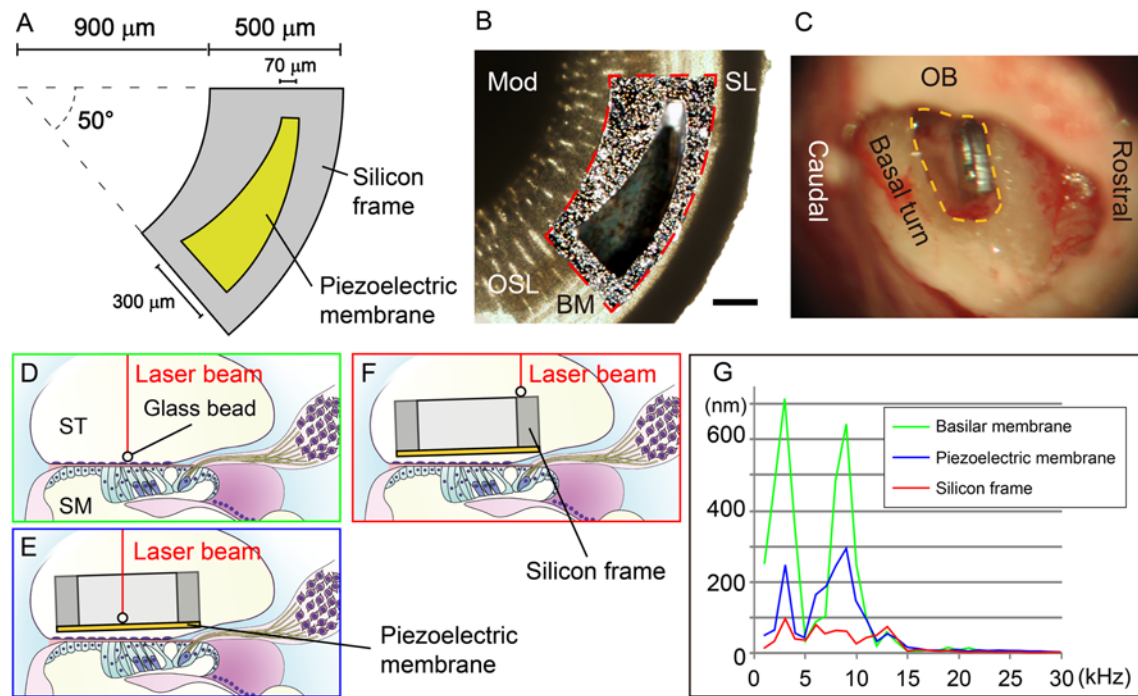 A
900 μm
500 μm
70 μm
50°
Silicon
frame
Piezoelectric
membrane
300 μm
B
Mod
SL
OSL
BM
C
OB
Caudal
Basal turn
Rostral
D
Laser beam
Glass bead
ST
SM
E
Laser beam
Piezoelectric
membrane
F
Laser beam
Silicon frame
G
(nm)
600
400
200
0
0
5
10
15
20
25
30
(kHz)
Basilar membrane
Piezoelectric membrane
Silicon frame